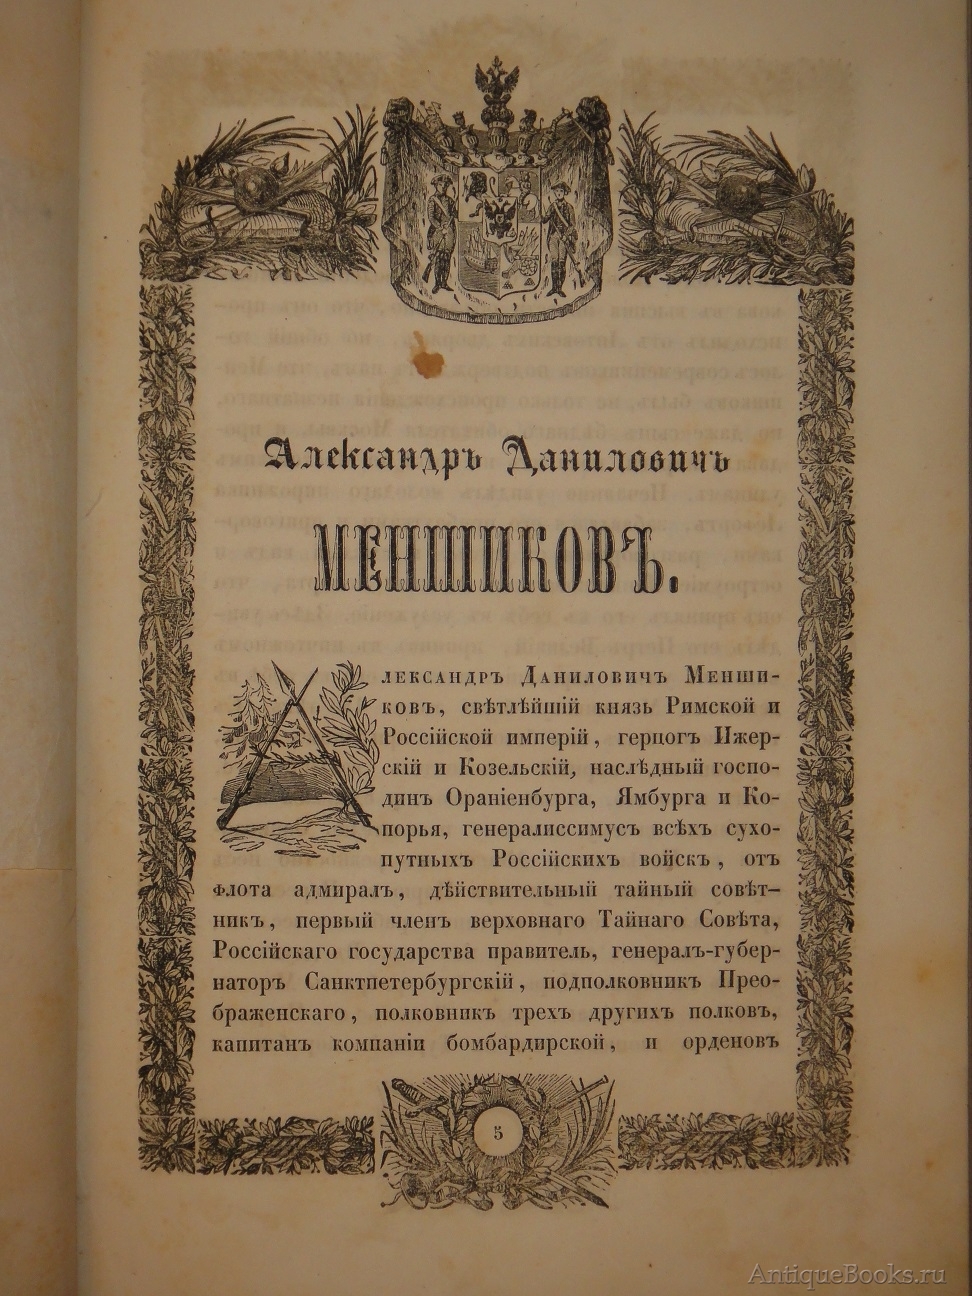 Александръ Даниловичъ
МЕНШИКОВЪ.
Александръ Даниловичъ Менши-
ковъ, свѣтлѣйшій князь Римской и
Россійской имперій, герцогъ Ижер-
скій и Козельскій, наслѣдный госпо-
динъ Ораніенбурга, Ямбурга и Ко-
порья, генералиссимусъ всѣхъ сухо-
путныхъ Россійскихъ войскъ, отъ
флота адмиралъ, дѣйствительный тайный совѣт-
никъ, первый членъ верховнаго Тайнаго Совѣта,
Россійскаго государства правитель, генералъ-губер-
наторъ Санктпетербургскій, подполковникъ Прео-
браженскаго, полковникъ трехъ другихъ полковъ,
капитанъ компаніи бомбардирской, и орденовъ
5
AntiqueBooks.ru